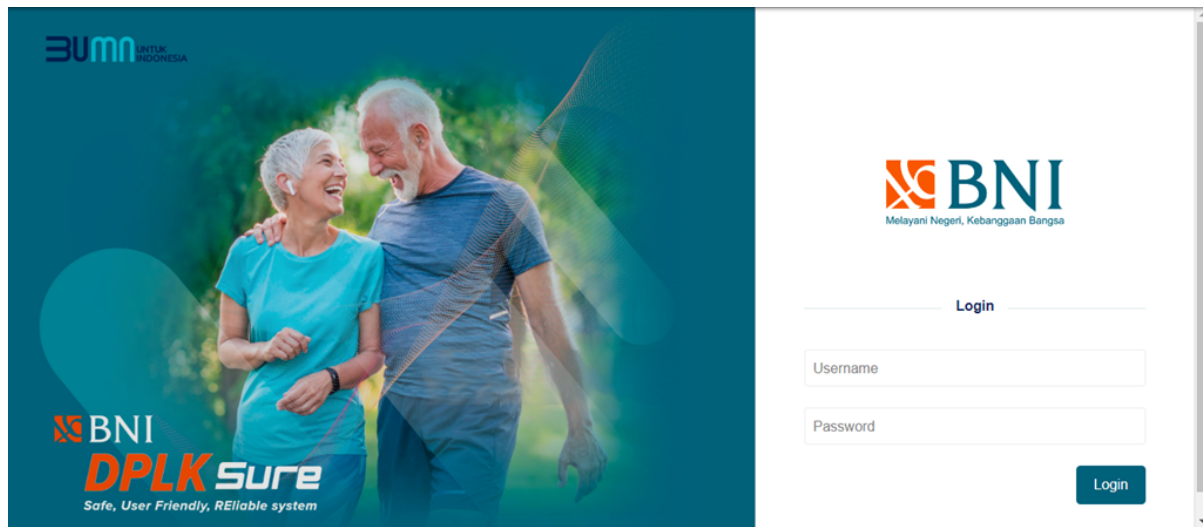 BUMN UNTUK
INDONESIA
BNI
DPLK Sure
Safe, User Friendly, REliable system
BNI
Melayani Negeri, Kebanggaan Bangsa
Login
Username
Password
Login